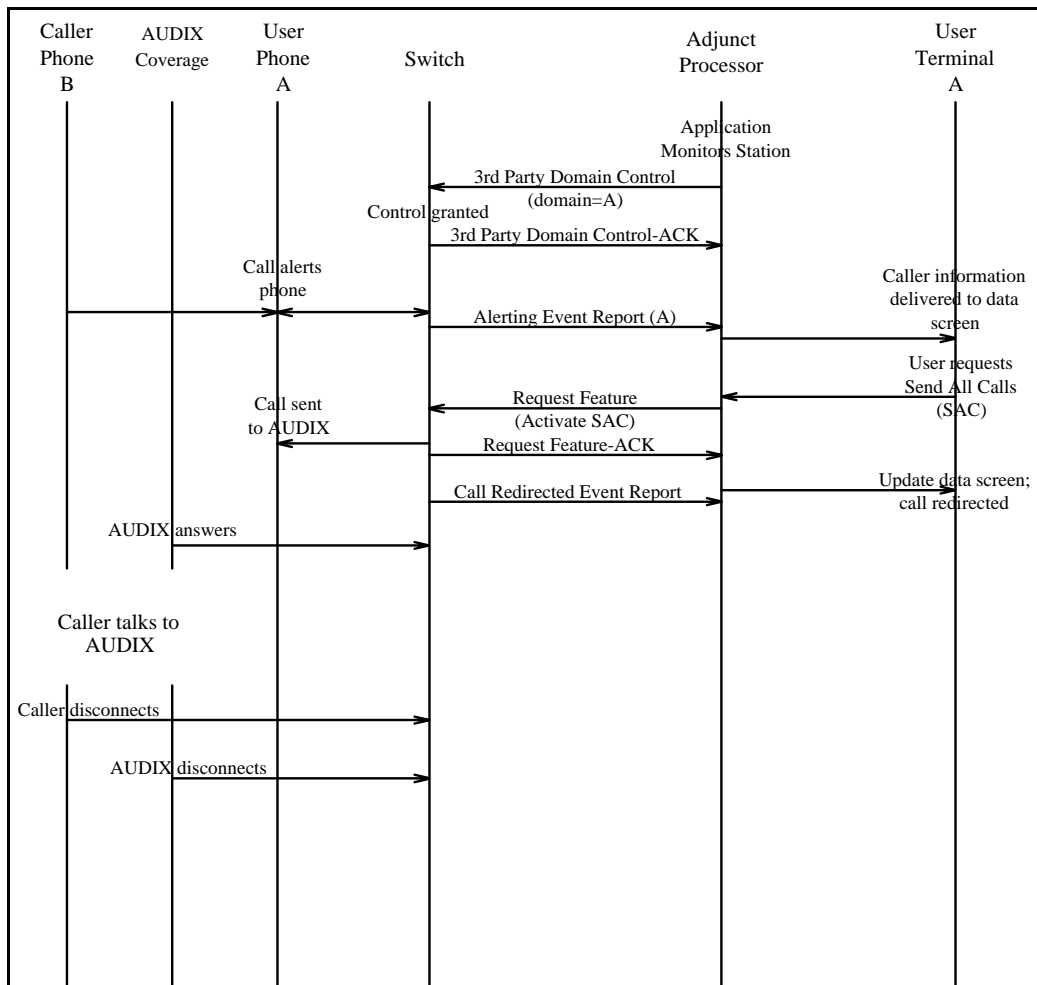 Caller
Phone
B
AUDIX
Coverage
User
Phone
A
Switch
Adjunct
Processor
User
Terminal
A
Application
Monitors Station
3rd Party Domain Control
(domain=A)
Control granted
3rd Party Domain Control-ACK
Call alerts
phone
Caller information
delivered to data
screen
Alerting Event Report (A)
User requests
Send All Calls
(SAC)
Request Feature
(Activate SAC)
Call sent
to AUDIX
Request Feature-ACK
Update data screen;
call redirected
Call Redirected Event Report
AUDIX answers
Caller talks to
AUDIX
Caller disconnects
AUDIX disconnects